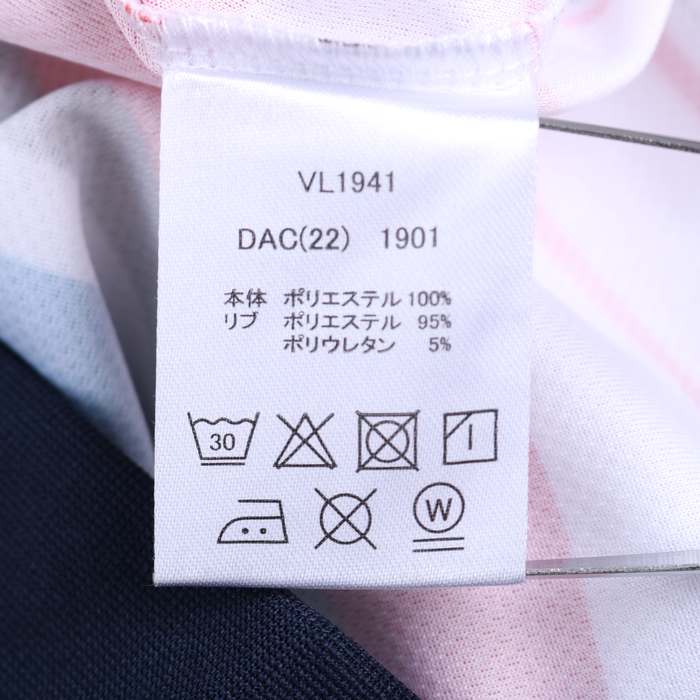 VL1941
DAC(22) 1901
本体 ポリエステル 100%
リブ ポリエステル 95%
ポリウレタン 5%
30
W